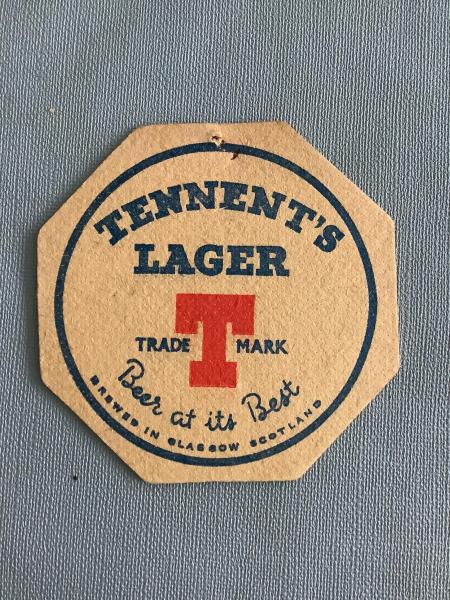 TENNENT'S
LAGER
T
TRADE MARK
Beer at its Best
BREWED IN GLASGOW SCOTLAND